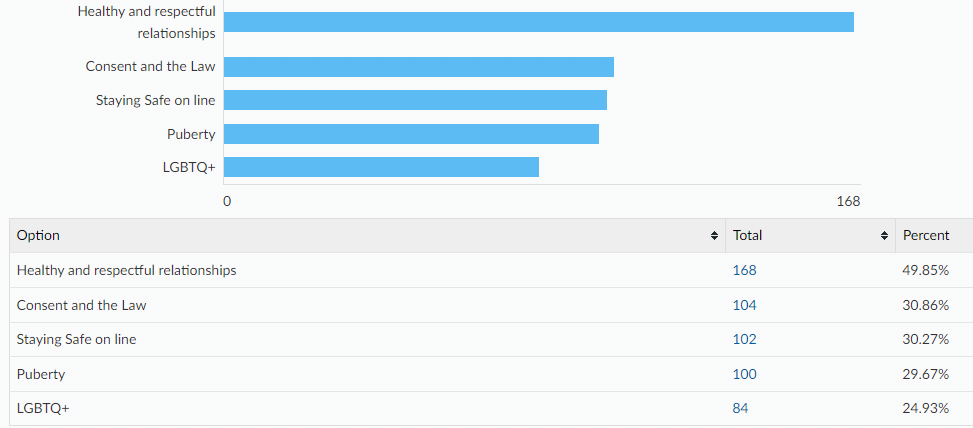 Healthy and respectful
relationships
Consent and the Law
Staying Safe on line
Puberty
LGBTQ+
0 168
Option Total Percent
Healthy and respectful relationships 168 49.85%
Consent and the Law 104 30.86%
Staying Safe on line 102 30.27%
Puberty 100 29.67%
LGBTQ+ 84 24.93%